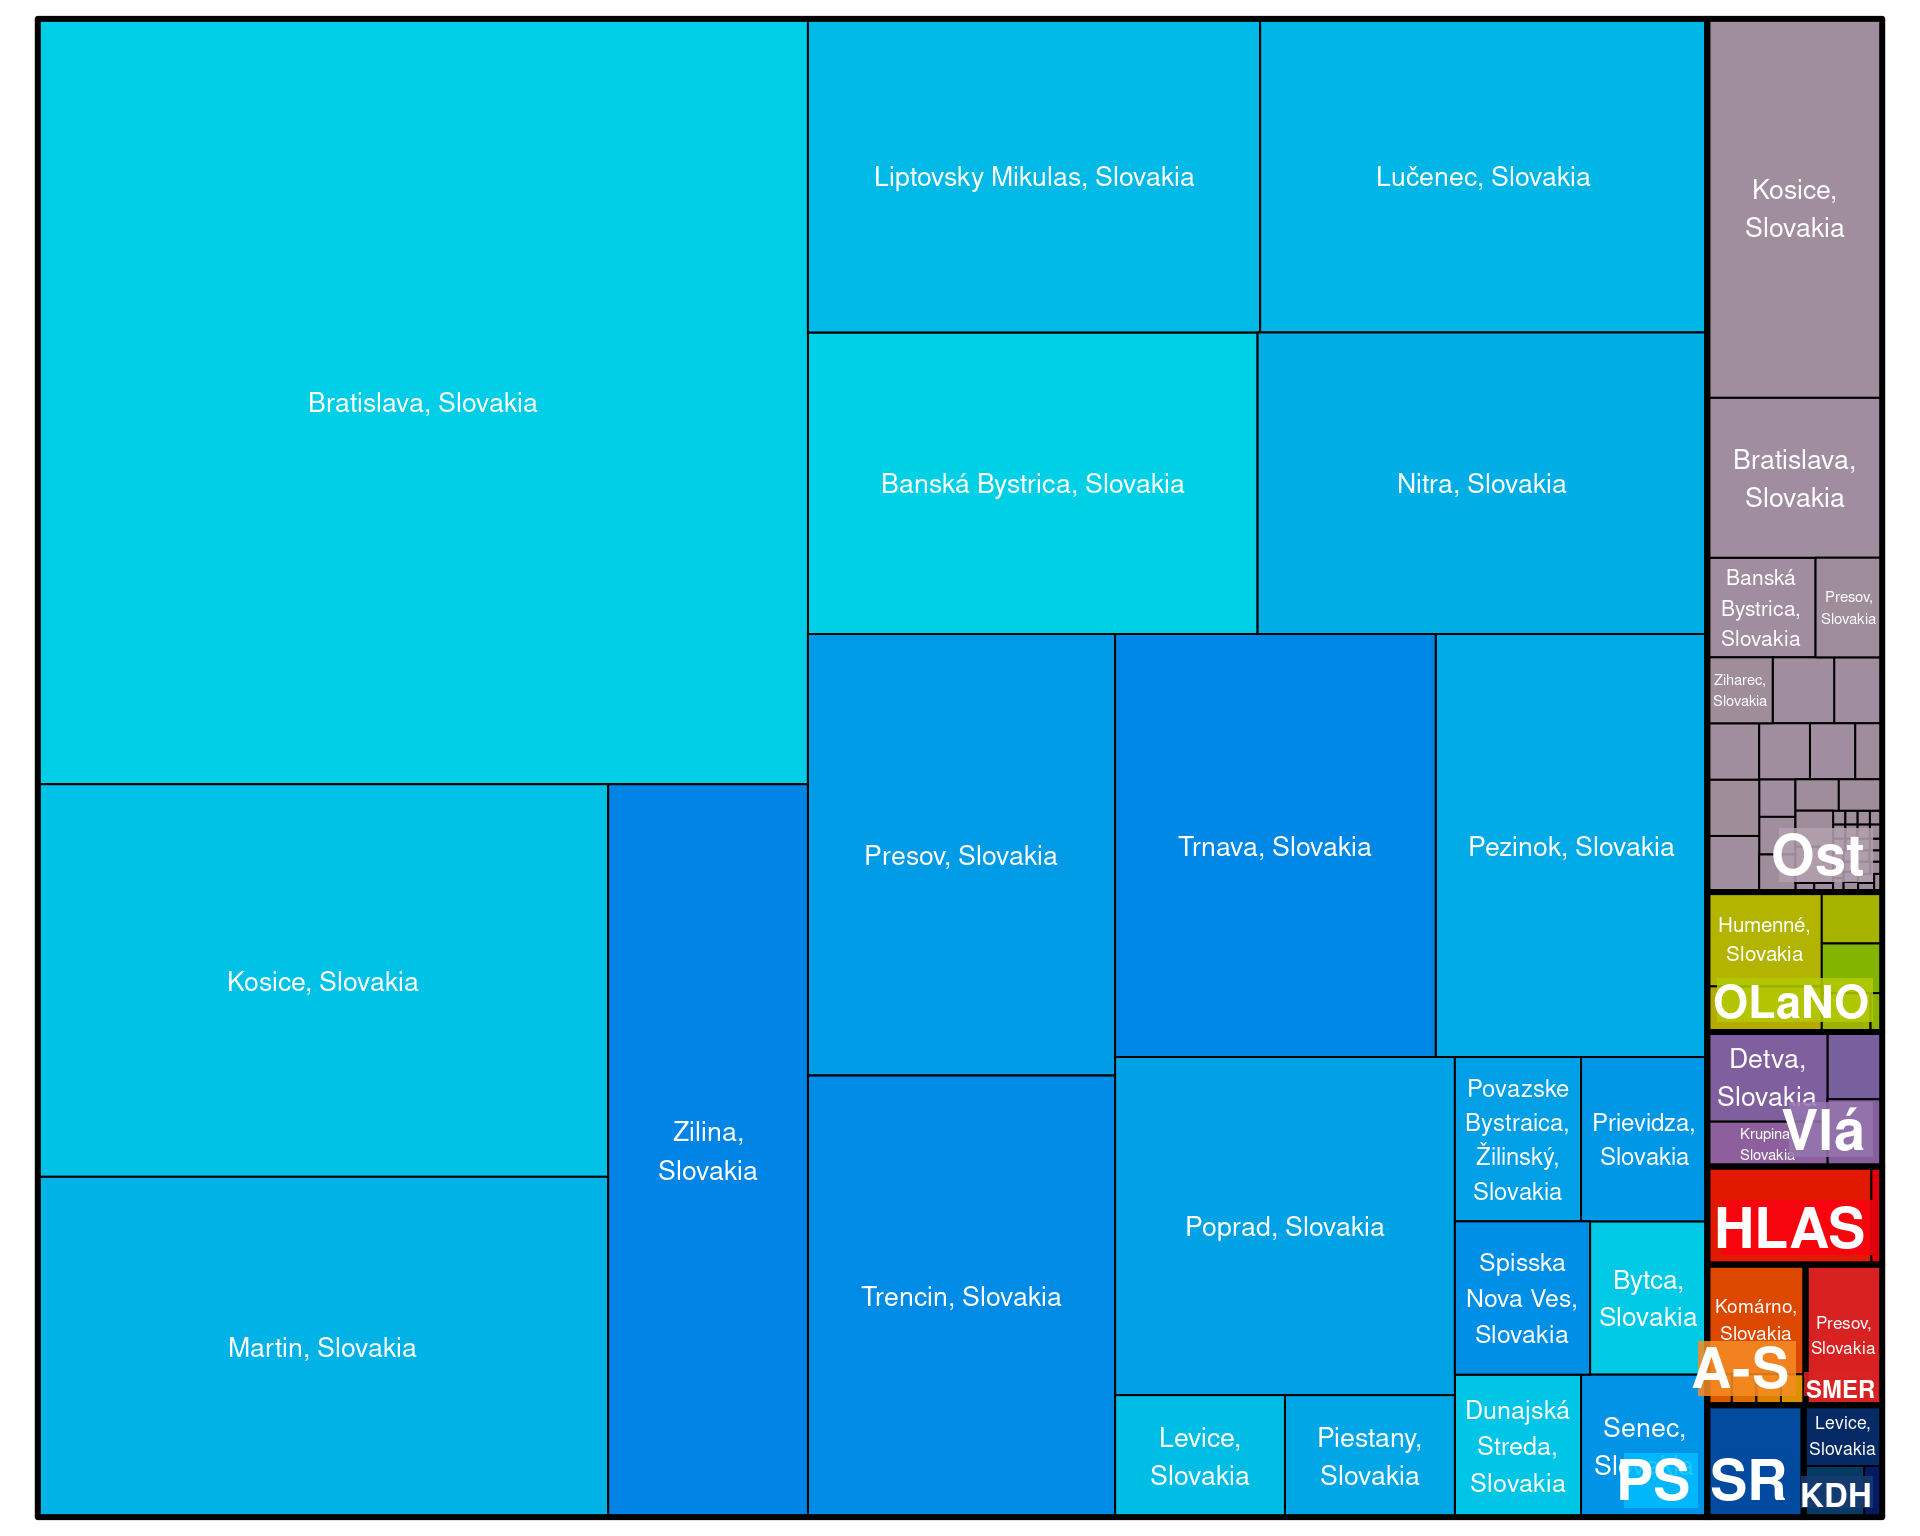 Bratislava, Slovakia
Liptovsky Mikulas, Slovakia
Lučenec, Slovakia
Banská Bystrica, Slovakia
Nitra, Slovakia
Kosice, Slovakia
Martin, Slovakia
Zilina,
Slovakia
Presov, Slovakia
Trnava, Slovakia
Pezinok, Slovakia
Trencin, Slovakia
Poprad, Slovakia
Povazske
Bystraica,
Žilinský,
Slovakia
Prievidza,
Slovakia
Spisska
Nova Ves,
Slovakia
Bytca,
Slovakia
Levice,
Slovakia
Piestany,
Slovakia
Dunajská
Streda,
Slovakia
Senec,
Slovakia
PS
Kosice,
Slovakia
Bratislava,
Slovakia
Banská
Bystrica,
Slovakia
Presov,
Slovakia
Ziharec,
Slovakia
Ost
Humenné,
Slovakia
OLaNO
Detva,
Slovakia
Krupina
Slovakia
Vlá
HLAS
Komárno,
Slovakia
A-S
Presov,
Slovakia
SMER
SR
Levice,
Slovakia
KDH